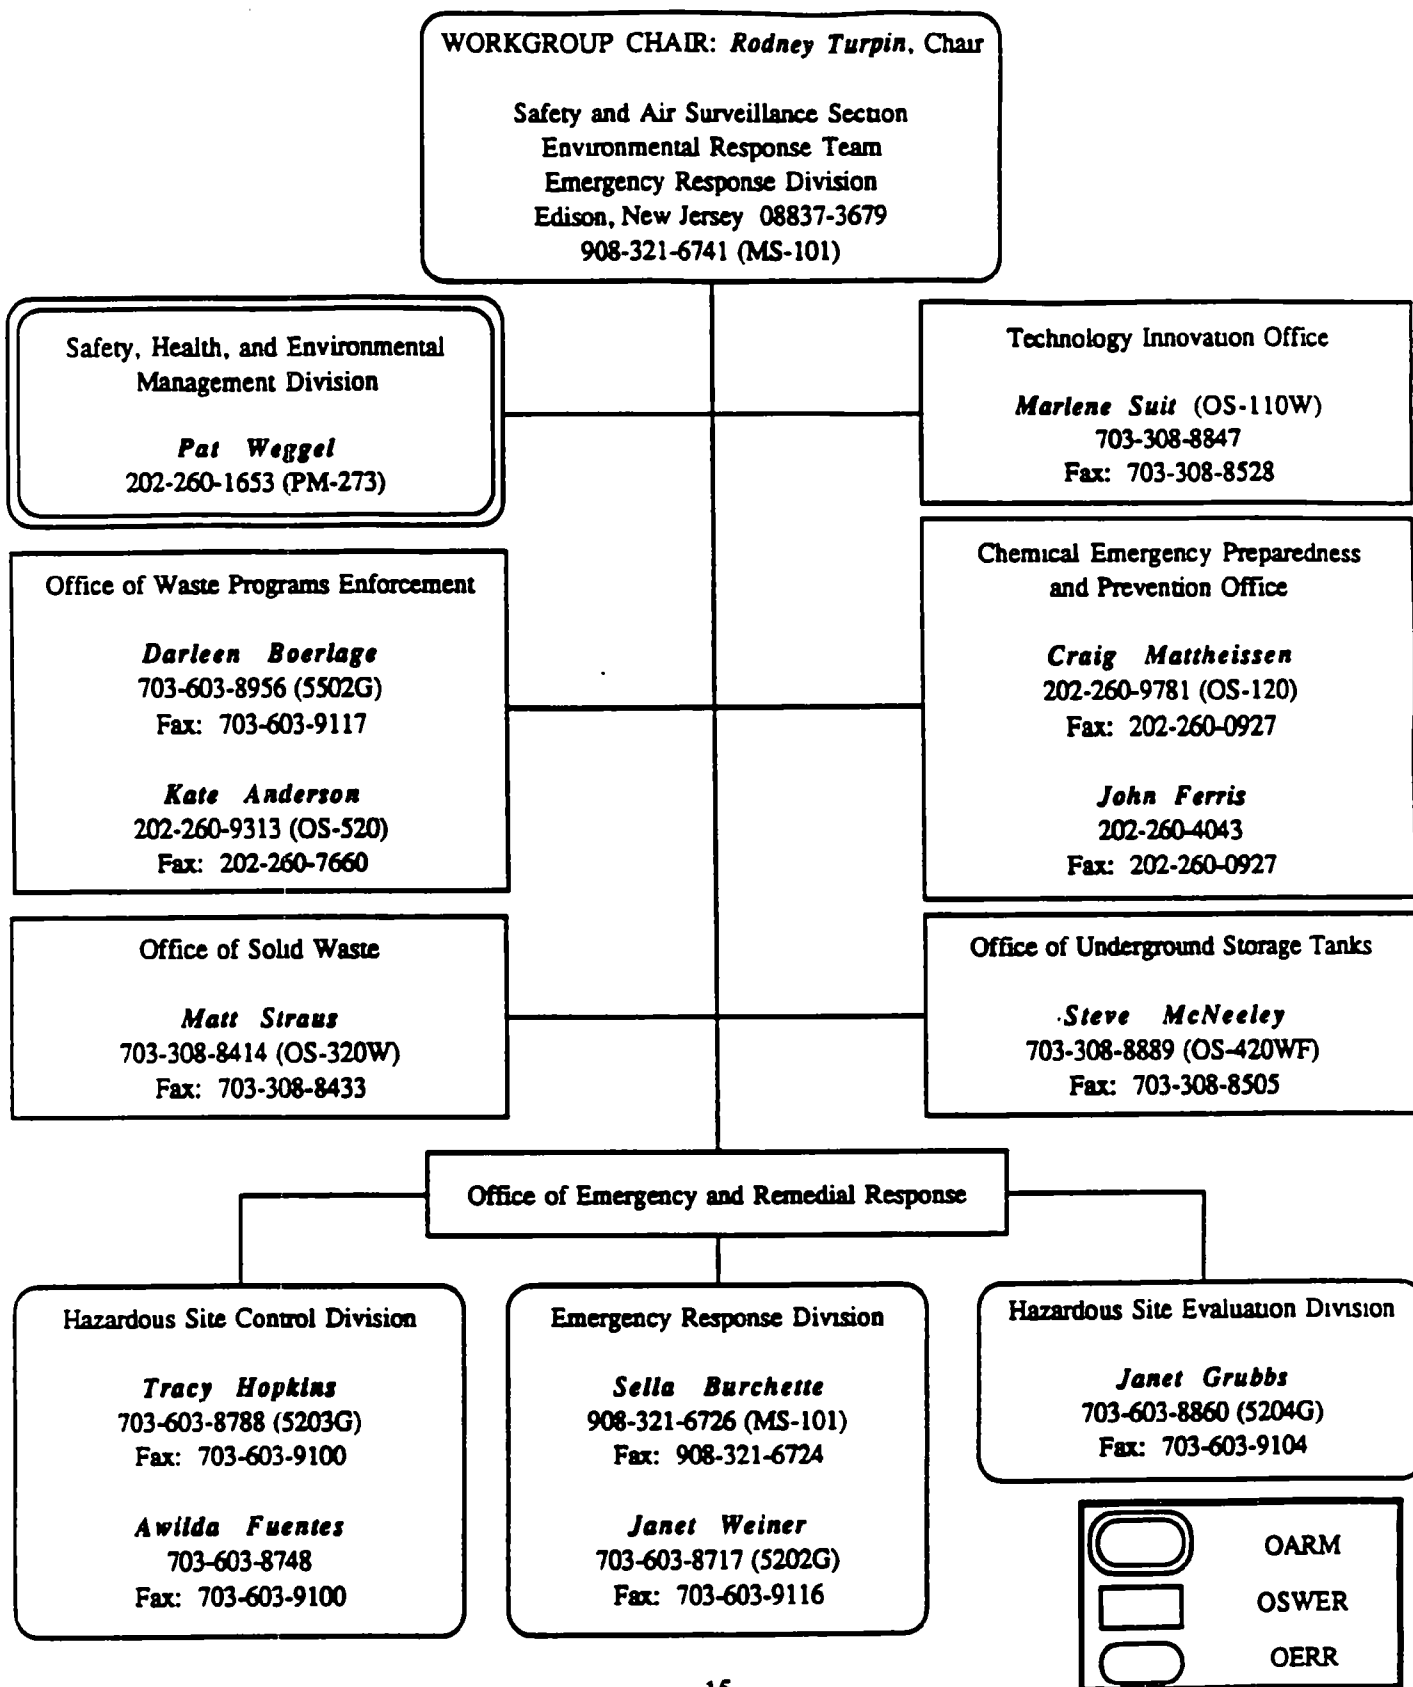 WORKGROUP CHAIR: Rodney Turpin, Chair
Safety and Air Surveillance Section
Environmental Response Team
Emergency Response Division
Edison, New Jersey 08837-3679
908-321-6741 (MS-101)
Safety, Health, and Environmental
Management Division
Pat Weggel
202-260-1653 (PM-273)
Technology Innovation Office
Marlene Suit (OS-110W)
703-308-8847
Fax: 703-308-8528
Office of Waste Programs Enforcement
Darleen Boerlage
703-603-8956 (5502G)
Fax: 703-603-9117
Kate Anderson
202-260-9313 (OS-520)
Fax: 202-260-7660
Chemical Emergency Preparedness
and Prevention Office
Craig Mattheissen
202-260-9781 (OS-120)
Fax: 202-260-0927
John Ferris
202-260-4043
Fax: 202-260-0927
Office of Solid Waste
Matt Straus
703-308-8414 (OS-320W)
Fax: 703-308-8433
Office of Underground Storage Tanks
Steve McNeeley
703-308-8889 (OS-420WF)
Fax: 703-308-8505
Office of Emergency and Remedial Response
Hazardous Site Control Division
Tracy Hopkins
703-603-8788 (5203G)
Fax: 703-603-9100
Awilda Fuentes
703-603-8748
Fax: 703-603-9100
Emergency Response Division
Sella Burchette
908-321-6726 (MS-101)
Fax: 908-321-6724
Janet Weiner
703-603-8717 (5202G)
Fax: 703-603-9116
Hazardous Site Evaluation Division
Janet Grubbs
703-603-8860 (5204G)
Fax: 703-603-9104
OARM
OSWER
OERR